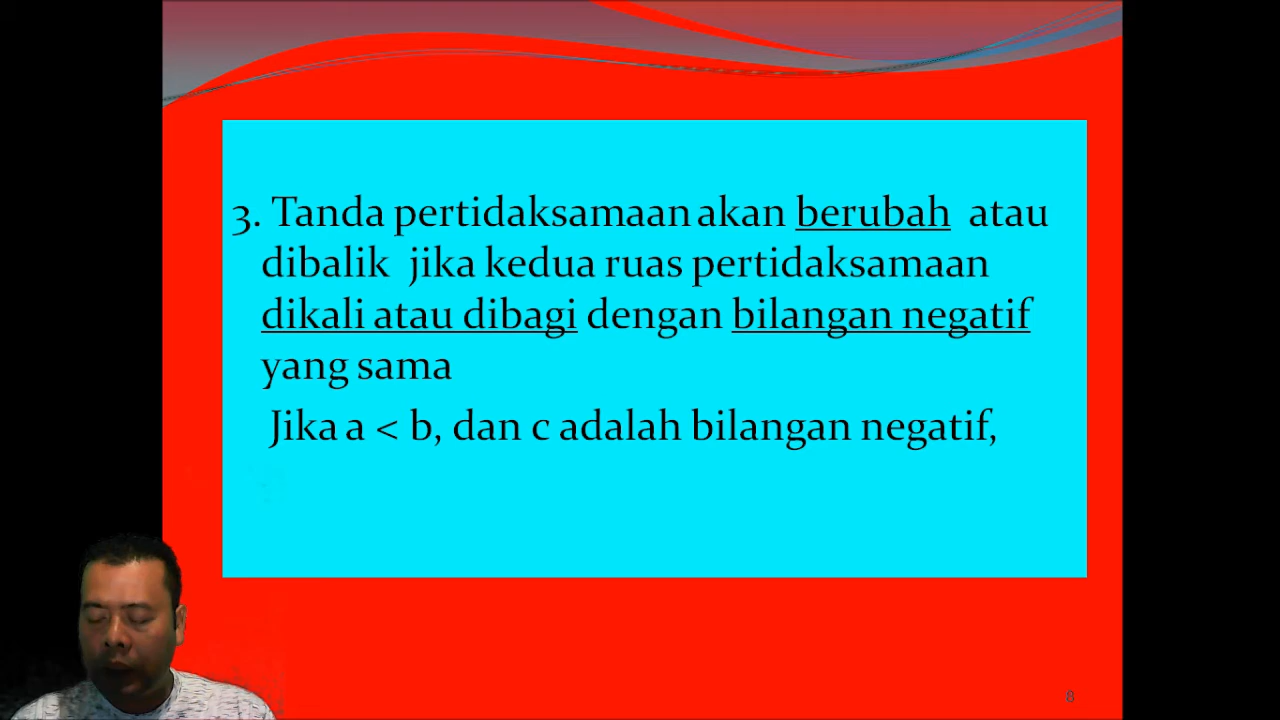 3. Tanda pertidaksamaan akan berubah atau
dibalik jika kedua ruas pertidaksamaan
dikali atau dibagi dengan bilangan negatif
yang sama
Jika a < b, dan c adalah bilangan negatif,
8